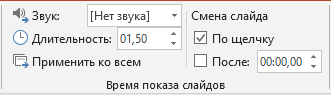 Звук: [Нет звука] Смена слайда
Длительность: 01,50 По щелчку
Применить ко всем После: 00:00,00
Время показа слайдов